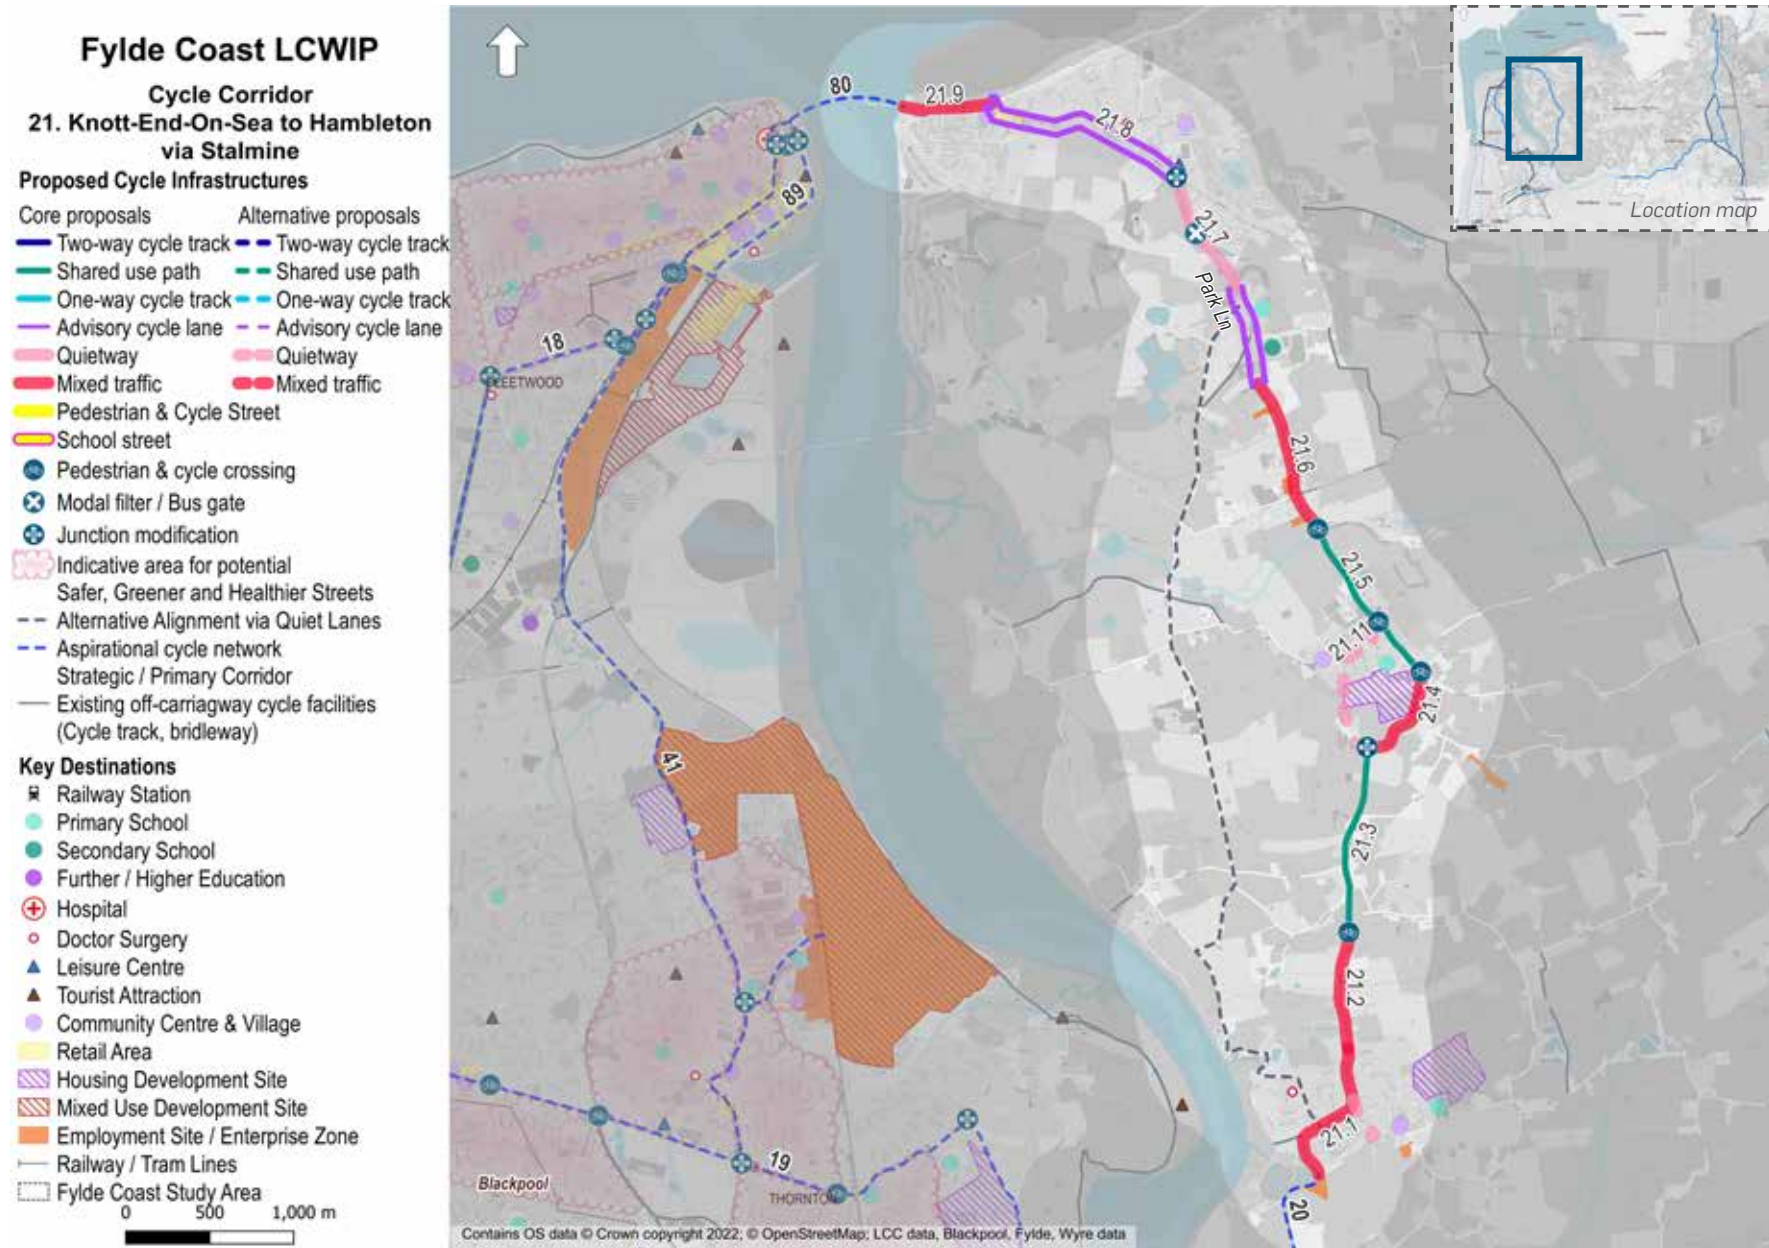 Fylde Coast LCWIP
Cycle Corridor
21. Knott-End-On-Sea to Hambleton
via Stalmine
Proposed Cycle Infrastructures
Core proposals Alternative proposals
Two-way cycle track Two-way cycle track
Shared use path Shared use path
One-way cycle track One-way cycle track
Advisory cycle lane Advisory cycle lane
Quietway Quietway
Mixed traffic Mixed traffic
Pedestrian & Cycle Street
School street
Pedestrian & cycle crossing
Modal filter / Bus gate
Junction modification
Indicative area for potential
Safer, Greener and Healthier Streets
Alternative Alignment via Quiet Lanes
Aspirational cycle network
Strategic / Primary Corridor
Existing off-carriagway cycle facilities
(Cycle track, bridleway)
Key Destinations
Railway Station
Primary School
Secondary School
Further / Higher Education
Hospital
Doctor Surgery
Leisure Centre
Tourist Attraction
Community Centre & Village
Retail Area
Housing Development Site
Mixed Use Development Site
Employment Site / Enterprise Zone
Railway / Tram Lines
Fylde Coast Study Area
0 500 1,000 m
80
21.9
21.8
89
21.7
Park Ln
18
FLEETWOOD
21.6
21.5
21.11
21.4
41
21.3
21.2
21.1
19
THORNTON
Blackpool
20
Location map
Contains OS data © Crown copyright 2022; © OpenStreetMap; LCC data, Blackpool, Fylde, Wyre data